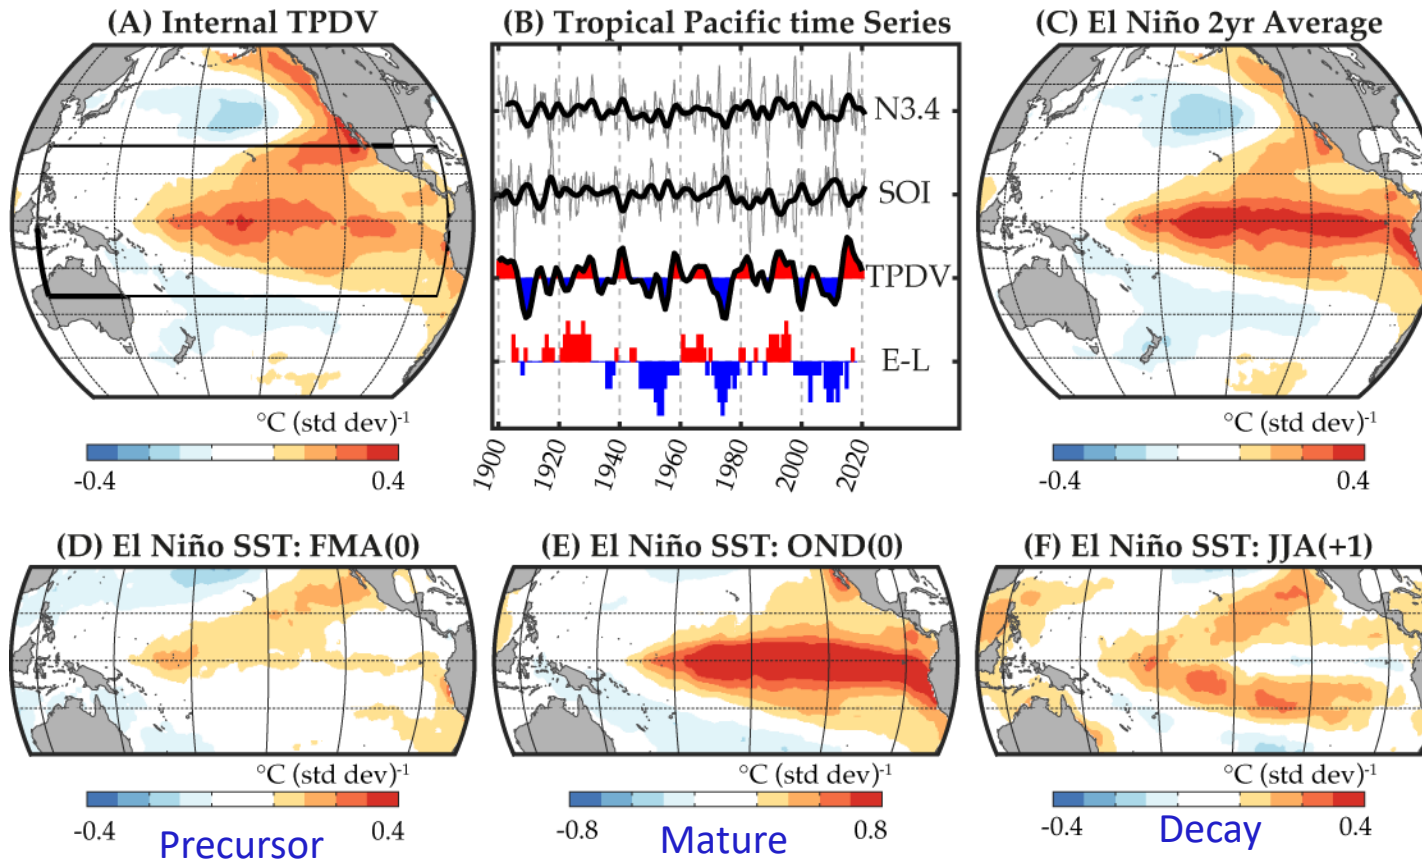 (A) Internal TPDV
(B) Tropical Pacific time Series
(C) El Niño 2yr Average
N3.4
SOI
TPDV
E-L
°C (std dev)-1
-0.4
0.4
1900
1920
1940
1960
1980
2000
2020
°C (std dev)-1
-0.4
0.4
(D) El Niño SST: FMA(0)
(E) El Niño SST: OND(0)
(F) El Niño SST: JJA(+1)
°C (std dev)-1
-0.4
0.4
Precursor
°C (std dev)-1
-0.8
0.8
Mature
°C (std dev)-1
-0.4
0.4
Decay